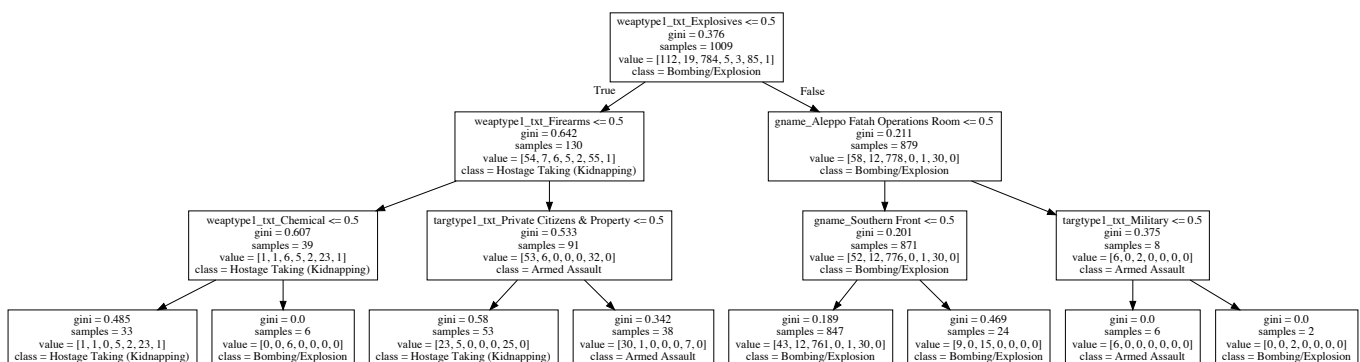 weaptype1_txt_Explosives <= 0.5
gini = 0.376
samples = 1009
value = [112, 19, 784, 5, 3, 85, 1]
class = Bombing/Explosion
True
False
weaptype1_txt_Firearms <= 0.5
gini = 0.642
samples = 130
value = [54, 7, 6, 5, 2, 55, 1]
class = Hostage Taking (Kidnapping)
gname_Aleppo Fatah Operations Room <= 0.5
gini = 0.211
samples = 879
value = [58, 12, 778, 0, 1, 30, 0]
class = Bombing/Explosion
weaptype1_txt_Chemical <= 0.5
gini = 0.607
samples = 39
value = [1, 1, 6, 5, 2, 23, 1]
class = Hostage Taking (Kidnapping)
targtype1_txt_Private Citizens & Property <= 0.5
gini = 0.533
samples = 91
value = [53, 6, 0, 0, 0, 32, 0]
class = Armed Assault
gname_Southern Front <= 0.5
gini = 0.201
samples = 871
value = [52, 12, 776, 0, 1, 30, 0]
class = Bombing/Explosion
targtype1_txt_Military <= 0.5
gini = 0.375
samples = 8
value = [6, 0, 2, 0, 0, 0, 0]
class = Armed Assault
gini = 0.485
samples = 33
value = [1, 1, 0, 5, 2, 23, 1]
class = Hostage Taking (Kidnapping)
gini = 0.0
samples = 6
value = [0, 0, 6, 0, 0, 0, 0]
class = Bombing/Explosion
gini = 0.58
samples = 53
value = [23, 5, 0, 0, 0, 25, 0]
class = Hostage Taking (Kidnapping)
gini = 0.342
samples = 38
value = [30, 1, 0, 0, 0, 7, 0]
class = Armed Assault
gini = 0.189
samples = 847
value = [43, 12, 761, 0, 1, 30, 0]
class = Bombing/Explosion
gini = 0.469
samples = 24
value = [9, 0, 15, 0, 0, 0, 0]
class = Bombing/Explosion
gini = 0.0
samples = 6
value = [6, 0, 0, 0, 0, 0, 0]
class = Armed Assault
gini = 0.0
samples = 2
value = [0, 0, 2, 0, 0, 0, 0]
class = Bombing/Explosion